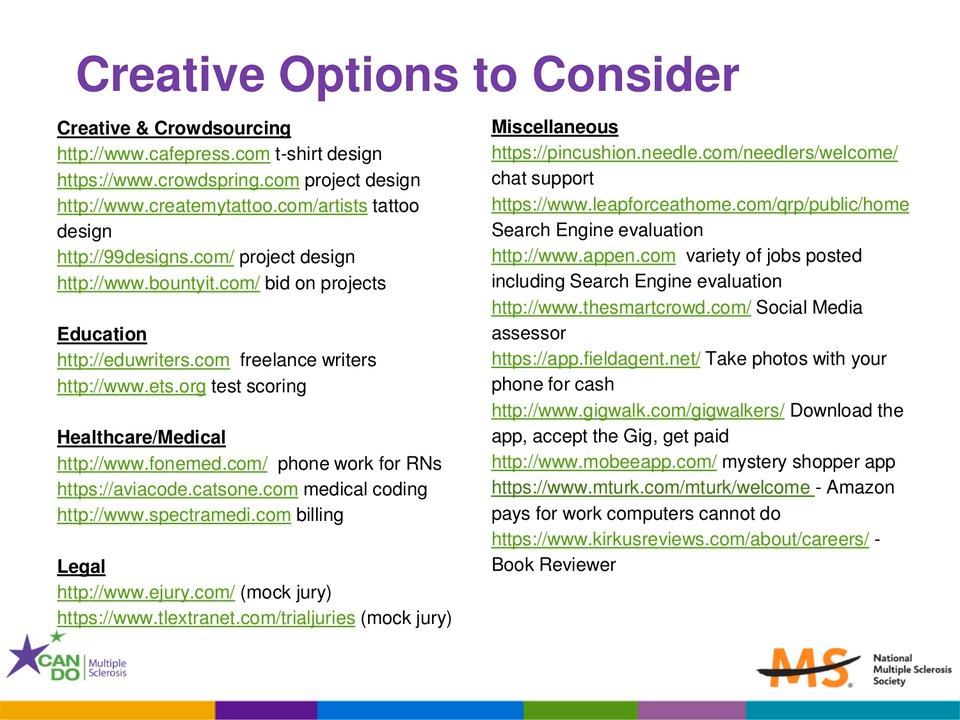 Creative Options to Consider
Creative & Crowdsourcing
http://www.cafepress.com t-shirt design
https://www.crowdspring.com project design
http://www.createmytattoo.com/artists tattoo
design
http://99designs.com/ project design
http://www.bountyit.com/ bid on projects
Education
http://eduwriters.com freelance writers
http://www.ets.org test scoring
Healthcare/Medical
http://www.fonemed.com/ phone work for RNs
https://aviacode.catsone.com medical coding
http://www.spectramedi.com billing
Legal
http://www.ejury.com/ (mock jury)
https://www.tlextranet.com/trialjuries (mock jury)
Miscellaneous
https://pincushion.needle.com/needlers/welcome/
chat support
https://www.leapforceathome.com/qrp/public/home
Search Engine evaluation
http://www.appen.com variety of jobs posted
including Search Engine evaluation
http://www.thesmartcrowd.com/ Social Media
assessor
https://app.fieldagent.net/ Take photos with your
phone for cash
http://www.gigwalk.com/gigwalkers/ Download the
app, accept the Gig, get paid
http://www.mobeeapp.com/ mystery shopper app
https://www.mturk.com/mturk/welcome - Amazon
pays for work computers cannot do
https://www.kirkusreviews.com/about/careers/ -
Book Reviewer
CAN
DO
Multiple
Sclerosis
MS®
National
Multiple Sclerosis
Society